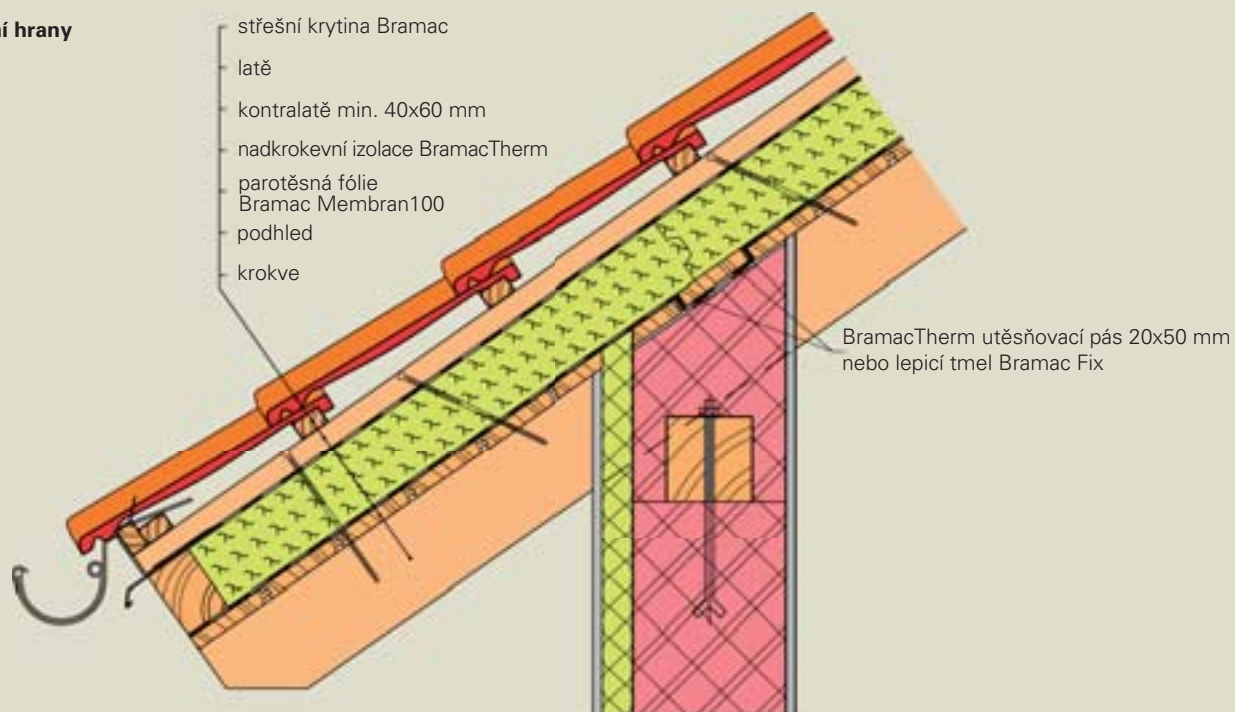 ní hrany
střešní krytina Bramac
latě
kontralatě min. 40x60 mm
nadkrokevní izolace BramacTherm
parotěsná fólie
Bramac Membran100
podhled
krokve
BramacTherm utěsňovací pás 20x50 mm
nebo lepicí tmel Bramac Fix